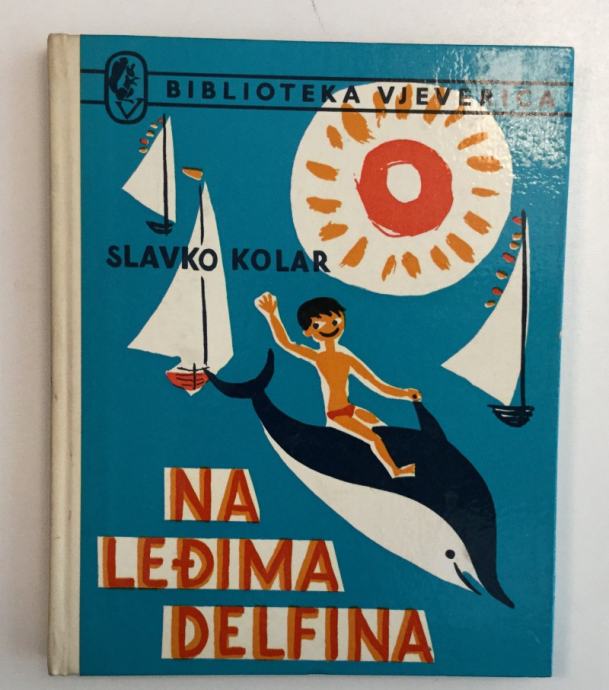 BIBLIOTEKA VJEVERICA
SLAVKO KOLAR
NA
LEĐIMA
DELFINA